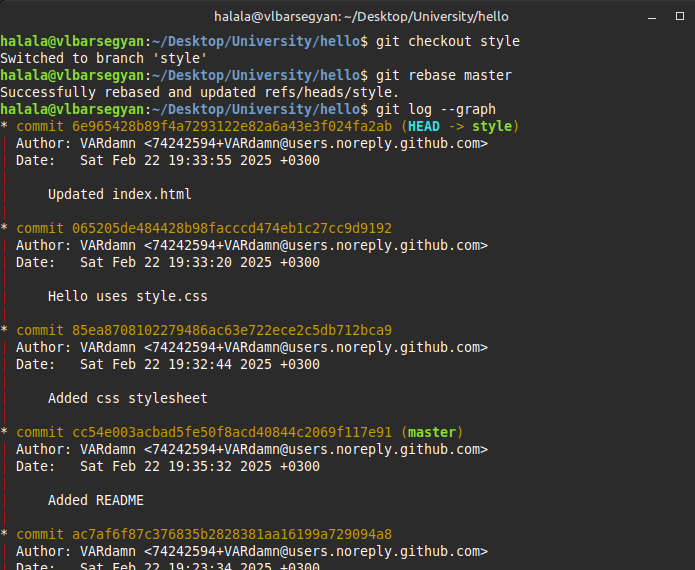 halala@vlbarsegyan: ~/Desktop/University/hello
halala@vlbarsegyan:~/Desktop/University/hello$ git checkout style
Switched to branch 'style'
halala@vlbarsegyan:~/Desktop/University/hello$ git rebase master
Successfully rebased and updated refs/heads/style.
halala@vlbarsegyan:~/Desktop/University/hello$ git log --graph
* commit 6e965428b89f4a7293122e82a6a43e3f024fa2ab (HEAD -> style)
| Author: VARdamn <74242594+VARdamn@users.noreply.github.com>
| Date:   Sat Feb 22 19:33:55 2025 +0300
|
|     Updated index.html
|
* commit 065205de484428b98facccd474eb1c27cc9d9192
| Author: VARdamn <74242594+VARdamn@users.noreply.github.com>
| Date:   Sat Feb 22 19:33:20 2025 +0300
|
|     Hello uses style.css
|
* commit 85ea8708102279486ac63e722ece2c5db712bca9
| Author: VARdamn <74242594+VARdamn@users.noreply.github.com>
| Date:   Sat Feb 22 19:32:44 2025 +0300
|
|     Added css stylesheet
|
* commit cc54e003acbad5fe50f8acd40844c2069f117e91 (master)
| Author: VARdamn <74242594+VARdamn@users.noreply.github.com>
| Date:   Sat Feb 22 19:35:32 2025 +0300
|
|     Added README
|
* commit ac7af6f87c376835b2828381aa16199a729094a8
| Author: VARdamn <74242594+VARdamn@users.noreply.github.com>
| Date:   Sat Feb 22 19:23:34 2025 +0300